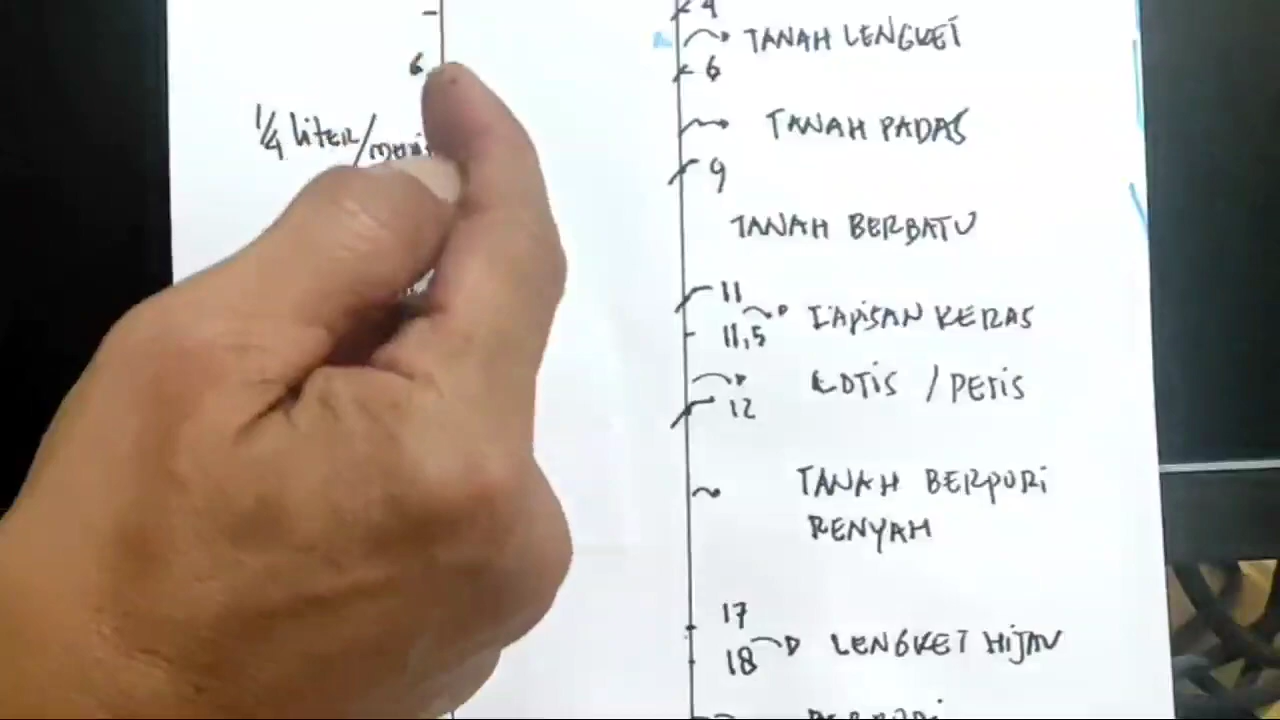 6
1/4 liter/
4
TANAH LENGKET
6
TANAH PADAS
9
TANAH BERBATU
11
11,5
LAPISAN KERAS
LOTIS / PETIS
12
TANAH BERPORI
RENYAH
17
18
LENGKET HIJAU